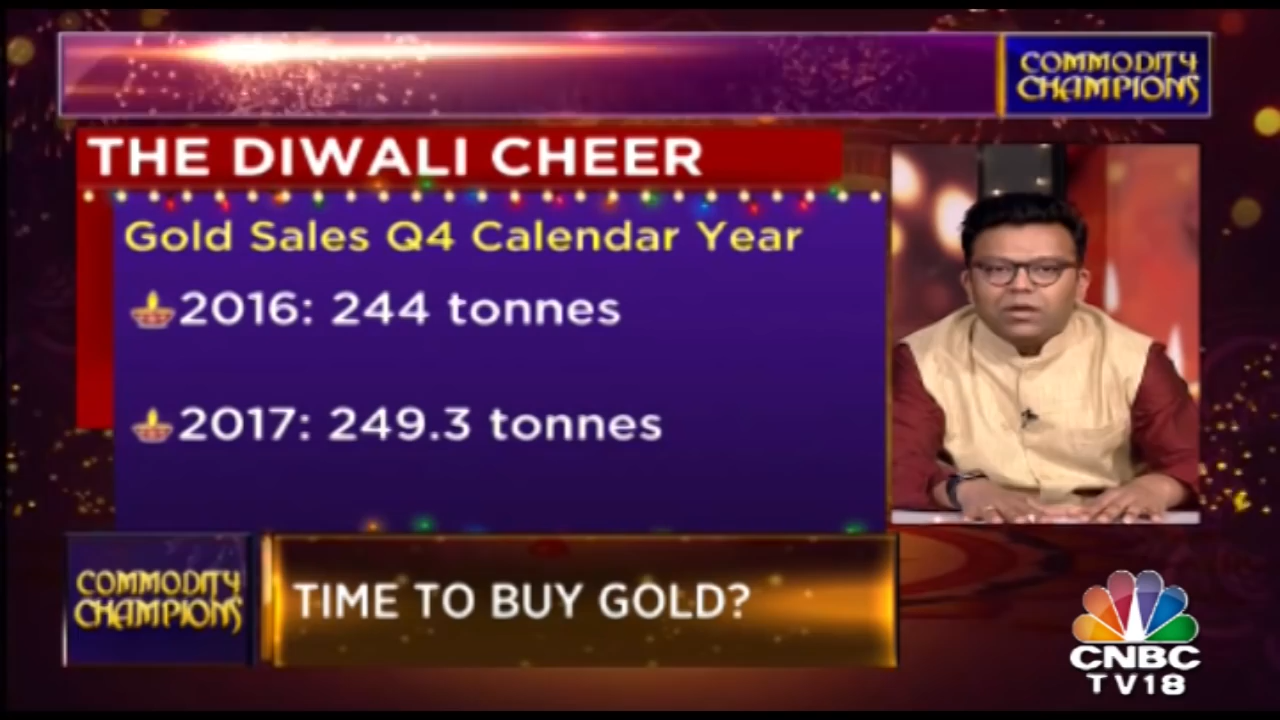 COMMODITY
CHAMPIONS
THE DIWALI CHEER
Gold Sales Q4 Calendar Year
2016: 244 tonnes
2017: 249.3 tonnes
COMMODITY
CHAMPIONS
TIME TO BUY GOLD?
CNBC
TV18